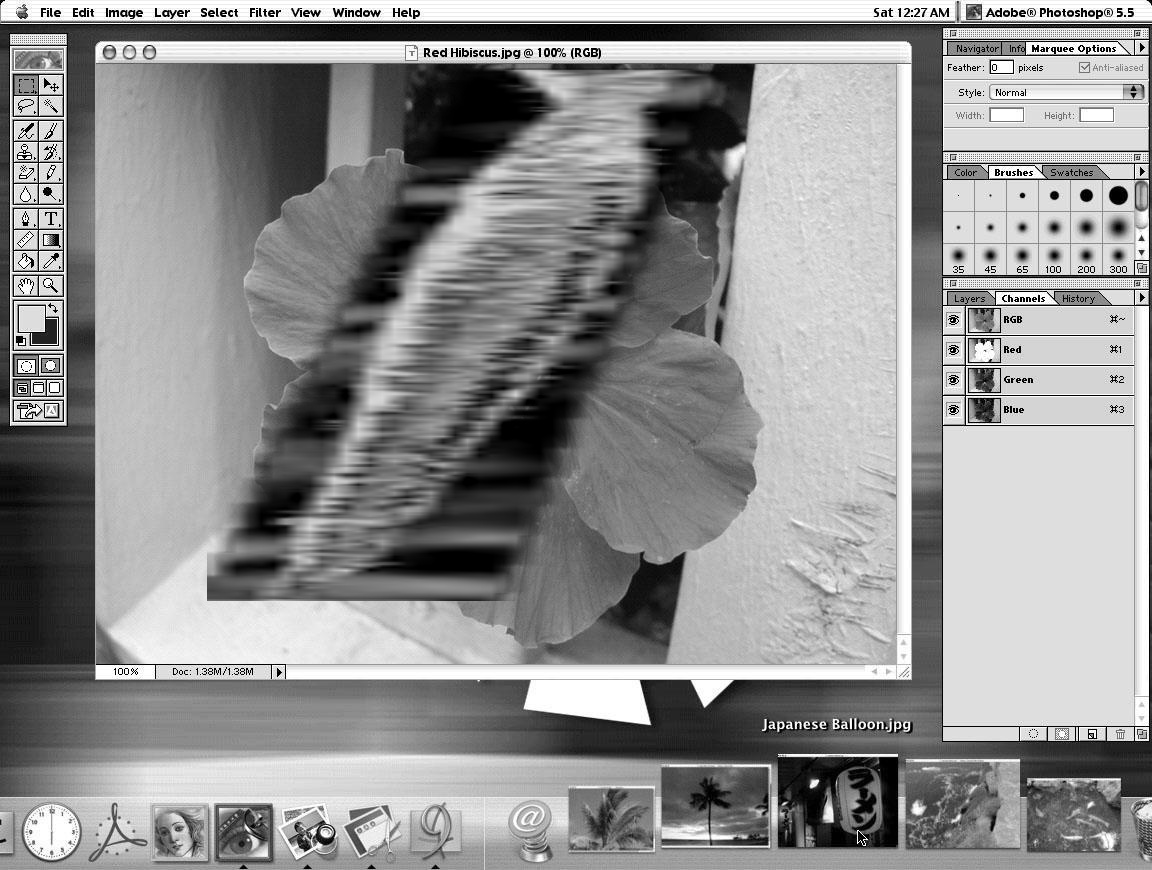 File Edit Image Layer Select Filter View Window Help
Sat 12:27 AM
Adobe® Photoshop® 5.5
Red Hibiscus.jpg @ 100% (RGB)
Navigator Info Marquee Options
Feather: 0 pixels Anti-aliased
Style: Normal
Width: Height:
Color Brushes Swatches
35 45 65 100 200 300
Layers Channels History
RGB ⌘~
Red ⌘1
Green ⌘2
Blue ⌘3
100% Doc: 1.38M/1.38M
Japanese Balloon.jpg
ラーメン